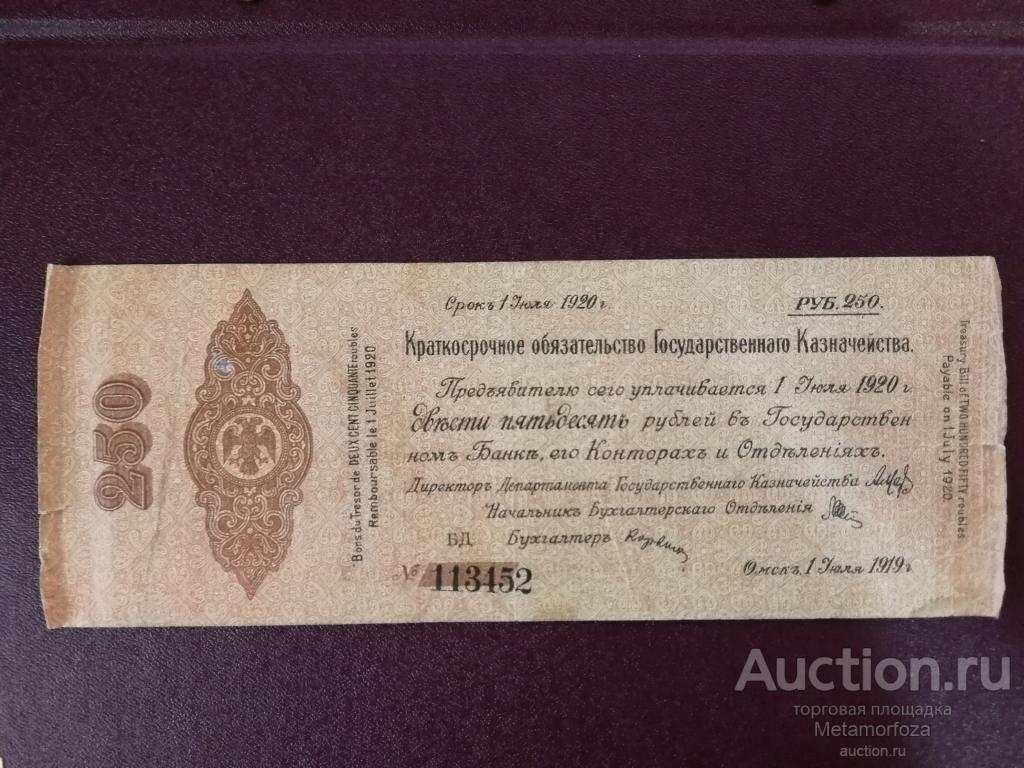 250
Bons du Tresor de DEUX CENT CINQUANTE roubles
Remboursable le 1 Juillet 1920
Срокъ 1 Іюля 1920 г.
РУБ. 250.
Краткосрочное обязательство Государственнаго Казначейства.
Предъявителю сего уплачивается 1 Іюля 1920 г.
двѣсти пятьдесятъ рублей въ Государствен
номъ Банкѣ, его Конторахъ и Отдѣленіяхъ.
Директоръ Департамента Государственнаго Казначейства
Начальникъ Бухгалтерскаго Отдѣленія
БД Бухгалтеръ
№ 113452
Омскъ, 1 Іюля 1919 г.
Treasury Bill of TWO HUNDRED FIFTY roubles
Payable on 1 July 1920.
Auction.ru
торговая площадка
Metamorfoza
auction.ru